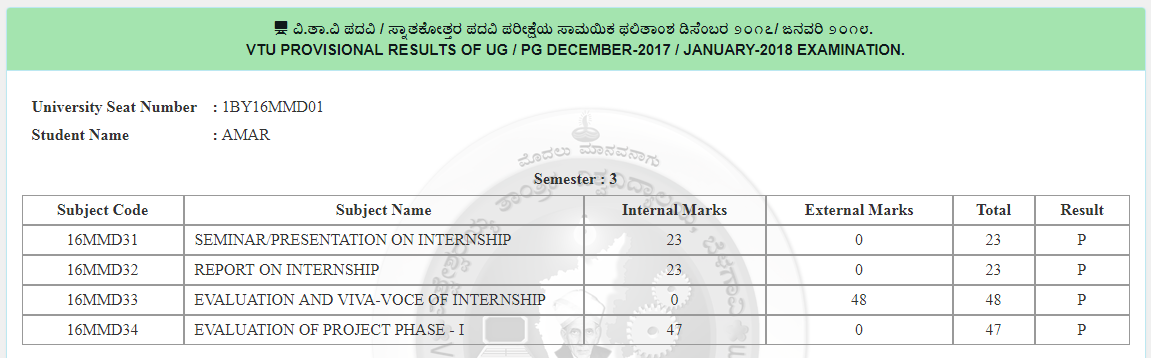 ವಿ.ತಾ.ವಿ ಪದವಿ / ಸ್ನಾತಕೋತ್ತರ ಪದವಿ ಪರೀಕ್ಷೆಯ ಸಾಮಯಿಕ ಫಲಿತಾಂಶ ಡಿಸೆಂಬರ ೨೦೧೭/ ಜನವರಿ ೨೦೧೮.
VTU PROVISIONAL RESULTS OF UG / PG DECEMBER-2017 / JANUARY-2018 EXAMINATION.
University Seat Number : 1BY16MMD01
Student Name : AMAR
ಮೊದಲು ಮಾನವನಾಗು
Semester : 3
Subject Code Subject Name Internal Marks External Marks Total Result
16MMD31 SEMINAR/PRESENTATION ON INTERNSHIP 23 0 23 P
16MMD32 REPORT ON INTERNSHIP 23 0 23 P
16MMD33 EVALUATION AND VIVA-VOCE OF INTERNSHIP 0 48 48 P
16MMD34 EVALUATION OF PROJECT PHASE - I 47 0 47 P